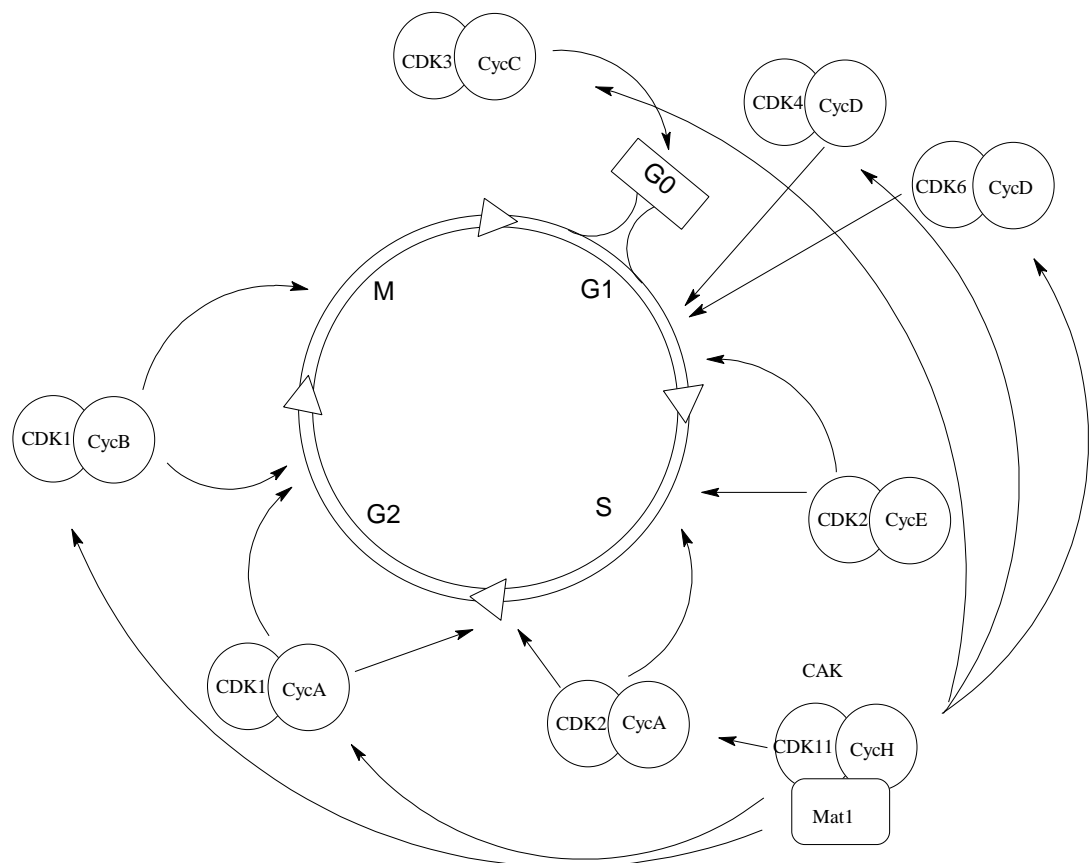 CDK3 CycC
CDK4 CycD
CDK6 CycD
G0
M
G1
CDK1 CycB
G2
S
CDK2 CycE
CDK1 CycA
CDK2 CycA
CAK
CDK11 CycH
Mat1